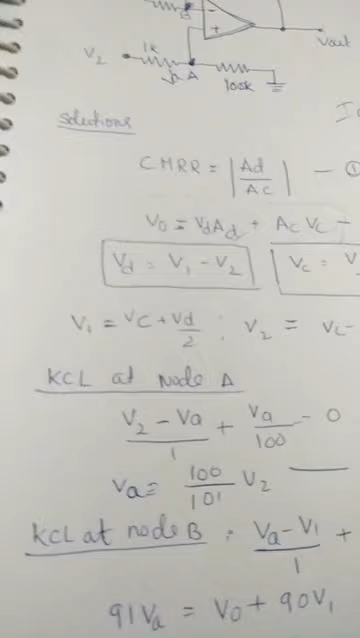 Vout
V2 1k A
100k
Solutions
CMRR = |Ad/Ac| — ①
Vo = VdAd + AcVc –
Vd = V1 – V2 Vc = V
V1 = Vc + Vd/2 ; V2 = Vc –
KCL at Node A
(V2 – Va)/1 + Va/100 – 0
Va = 100/101 V2
KCL at node B : (Va – V1)/1 +
91Va = Vo + 90V1